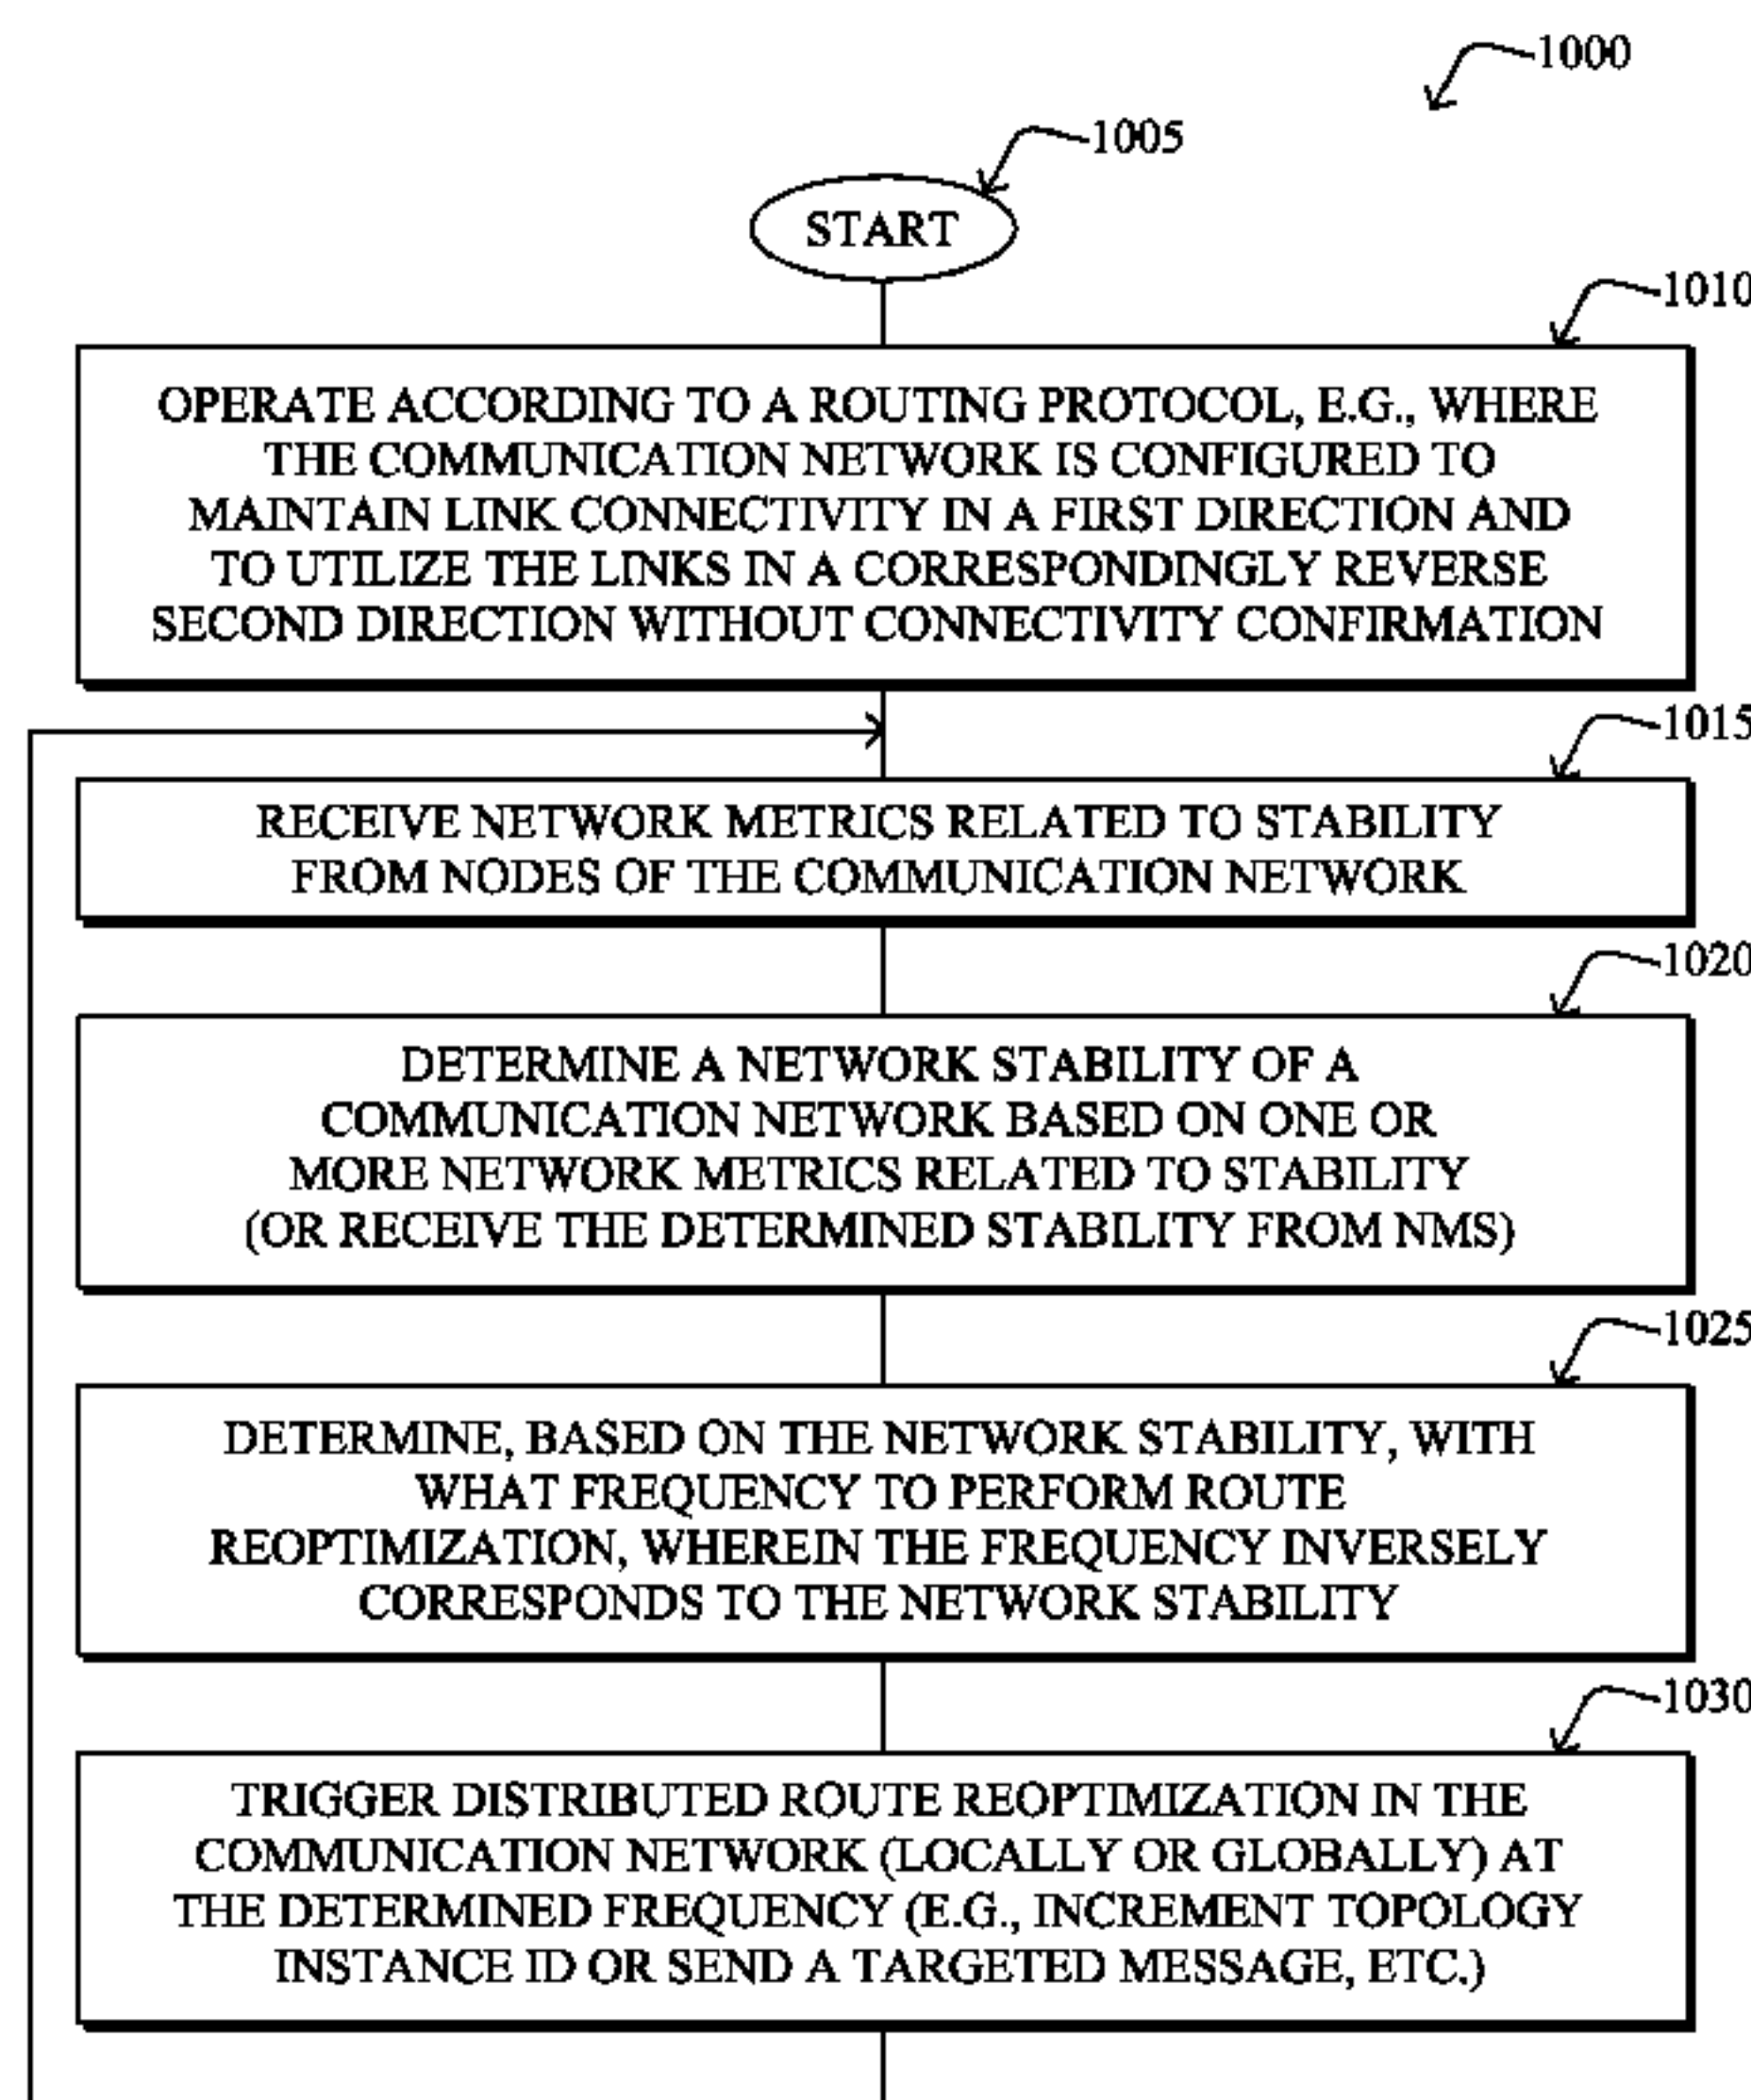 1000
1005
START
1010
OPERATE ACCORDING TO A ROUTING PROTOCOL, E.G., WHERE
THE COMMUNICATION NETWORK IS CONFIGURED TO
MAINTAIN LINK CONNECTIVITY IN A FIRST DIRECTION AND
TO UTILIZE THE LINKS IN A CORRESPONDINGLY REVERSE
SECOND DIRECTION WITHOUT CONNECTIVITY CONFIRMATION
1015
RECEIVE NETWORK METRICS RELATED TO STABILITY
FROM NODES OF THE COMMUNICATION NETWORK
1020
DETERMINE A NETWORK STABILITY OF A
COMMUNICATION NETWORK BASED ON ONE OR
MORE NETWORK METRICS RELATED TO STABILITY
(OR RECEIVE THE DETERMINED STABILITY FROM NMS)
1025
DETERMINE, BASED ON THE NETWORK STABILITY, WITH
WHAT FREQUENCY TO PERFORM ROUTE
REOPTIMIZATION, WHEREIN THE FREQUENCY INVERSELY
CORRESPONDS TO THE NETWORK STABILITY
1030
TRIGGER DISTRIBUTED ROUTE REOPTIMIZATION IN THE
COMMUNICATION NETWORK (LOCALLY OR GLOBALLY) AT
THE DETERMINED FREQUENCY (E.G., INCREMENT TOPOLOGY
INSTANCE ID OR SEND A TARGETED MESSAGE, ETC.)